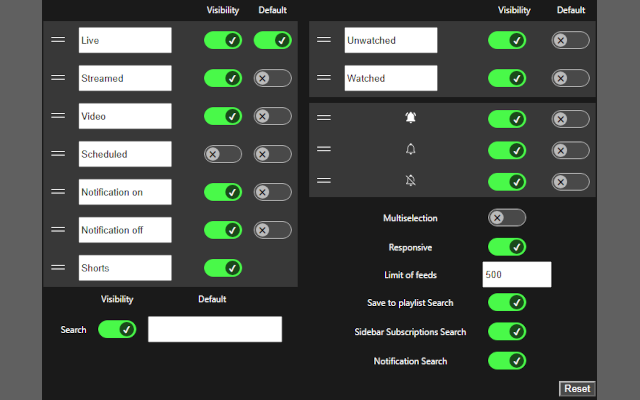 Visibility Default
Live
Streamed
Video
Scheduled
Notification on
Notification off
Shorts
Visibility Default
Search
Visibility Default
Unwatched
Watched
Multiselection
Responsive
Limit of feeds 500
Save to playlist Search
Sidebar Subscriptions Search
Notification Search
Reset